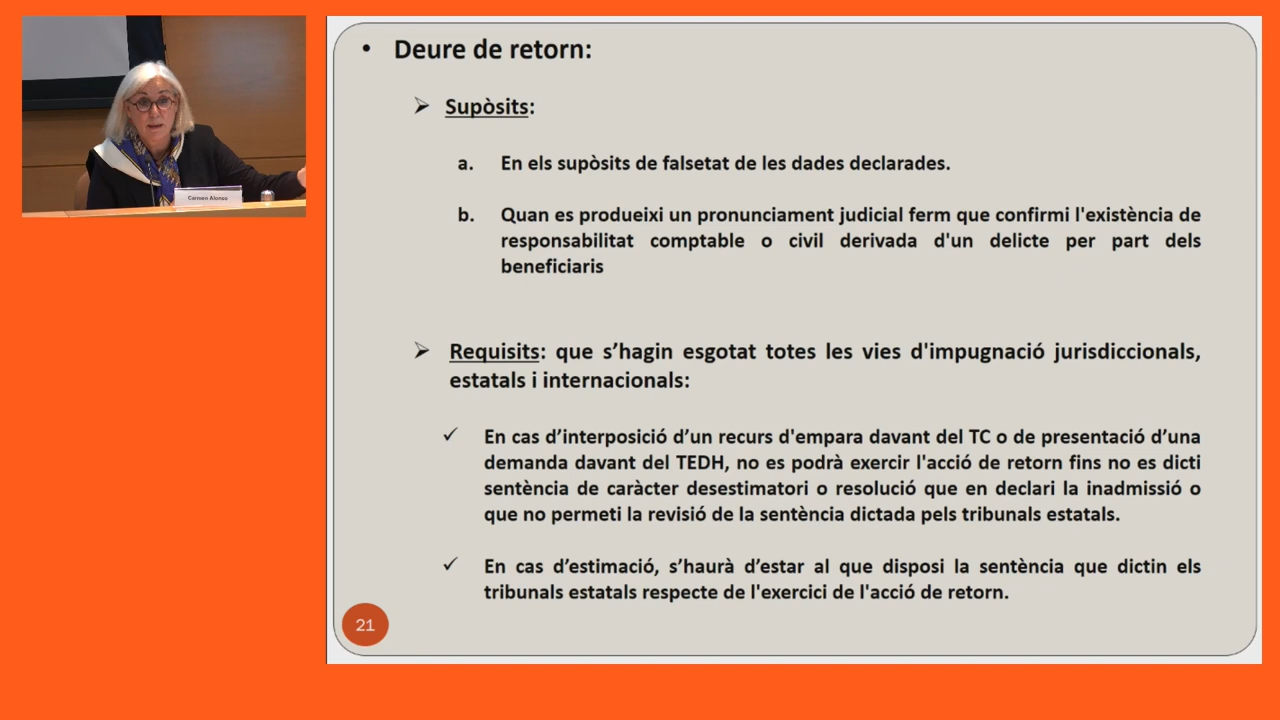 • Deure de retorn:
➢ Supòsits:
a. En els supòsits de falsetat de les dades declarades.
b. Quan es produeixi un pronunciament judicial ferm que confirmi l'existència de
responsabilitat comptable o civil derivada d'un delicte per part dels
beneficiaris
➢ Requisits: que s’hagin esgotat totes les vies d'impugnació jurisdiccionals,
estatals i internacionals:
✓ En cas d’interposició d’un recurs d'empara davant del TC o de presentació d’una
demanda davant del TEDH, no es podrà exercir l'acció de retorn fins no es dicti
sentència de caràcter desestimatori o resolució que en declari la inadmissió o
que no permeti la revisió de la sentència dictada pels tribunals estatals.
✓ En cas d’estimació, s’haurà d’estar al que disposi la sentència que dictin els
tribunals estatals respecte de l'exercici de l'acció de retorn.
21
Carmen Alonso